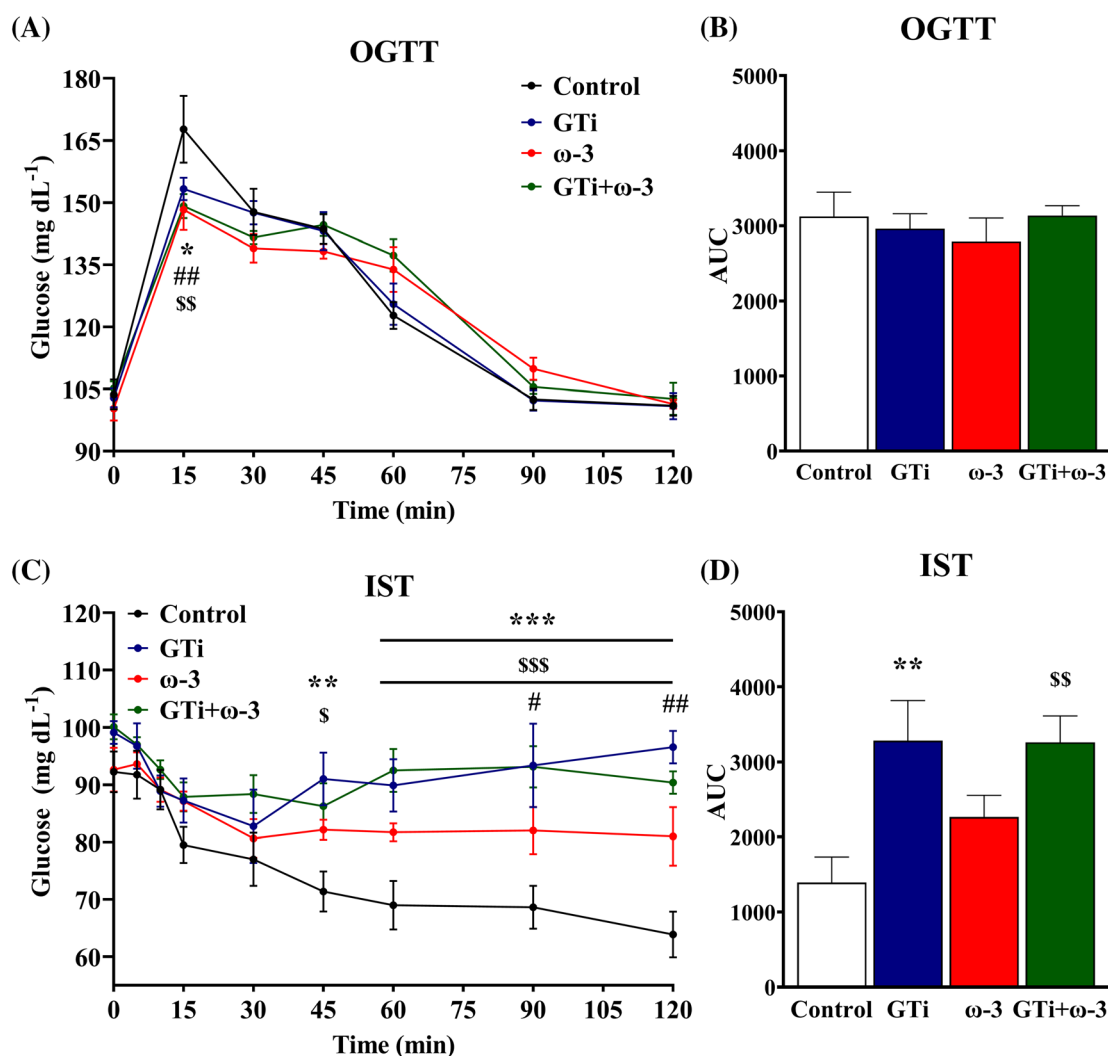 (A)
OGTT
Control
GTi
ω-3
GTi+ω-3
Glucose (mg dL⁻¹)
180
165
150
135
120
105
90
*
##
$$
0 15 30 45 60 75 90 105 120
Time (min)
(B)
OGTT
AUC
5000
4000
3000
2000
1000
0
Control GTi ω-3 GTi+ω-3
(C)
IST
Control
GTi
ω-3
GTi+ω-3
Glucose (mg dL⁻¹)
120
110
100
90
80
70
60
***
** $$$
$ # ##
0 15 30 45 60 75 90 105 120
Time (min)
(D)
IST
AUC
5000
4000
3000
2000
1000
0
** $$
Control GTi ω-3 GTi+ω-3